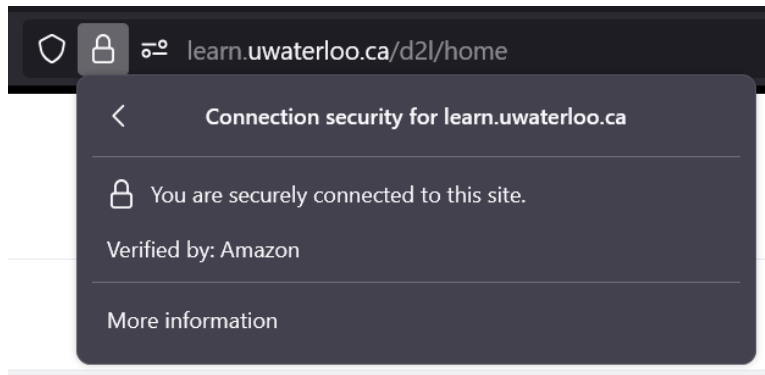 learn.uwaterloo.ca/d2l/home
Connection security for learn.uwaterloo.ca
You are securely connected to this site.
Verified by: Amazon
More information